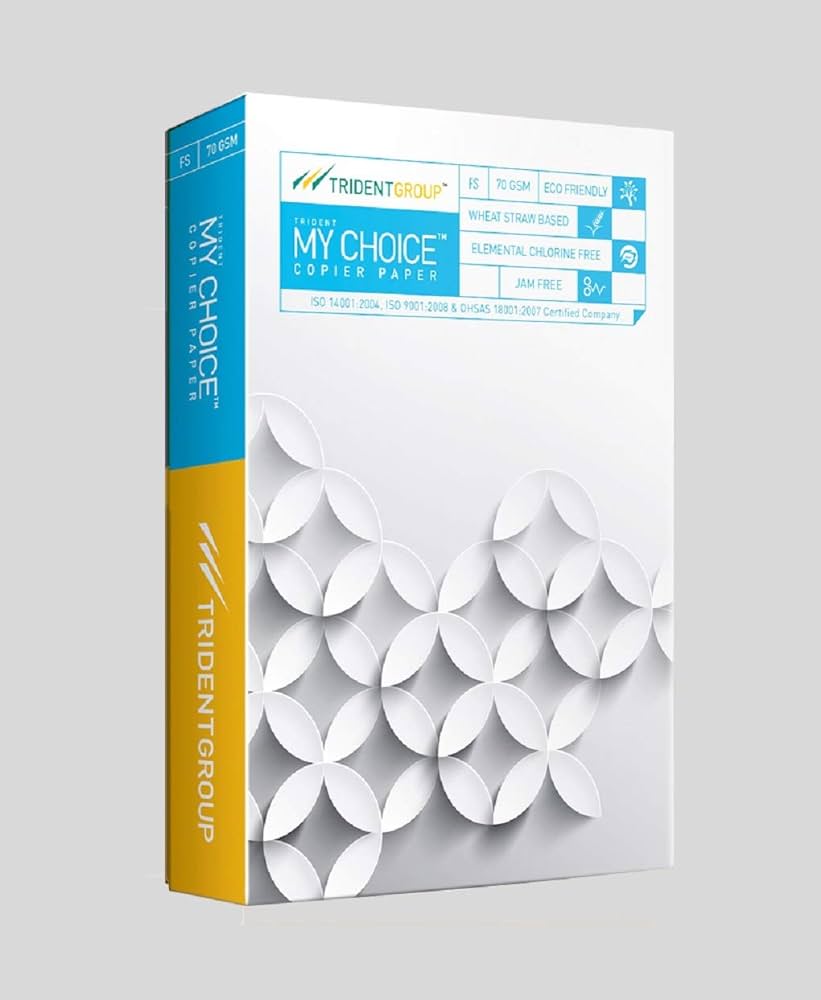 FS 70 GSM
TRIDENT
MY CHOICE™
COPIER PAPER
TRIDENTGROUP
TRIDENTGROUP™
FS 70 GSM ECO FRIENDLY
WHEAT STRAW BASED
TRIDENT
MY CHOICE™
COPIER PAPER
ELEMENTAL CHLORINE FREE
JAM FREE
ISO 14001:2004, ISO 9001:2008 & OHSAS 18001:2007 Certified Company